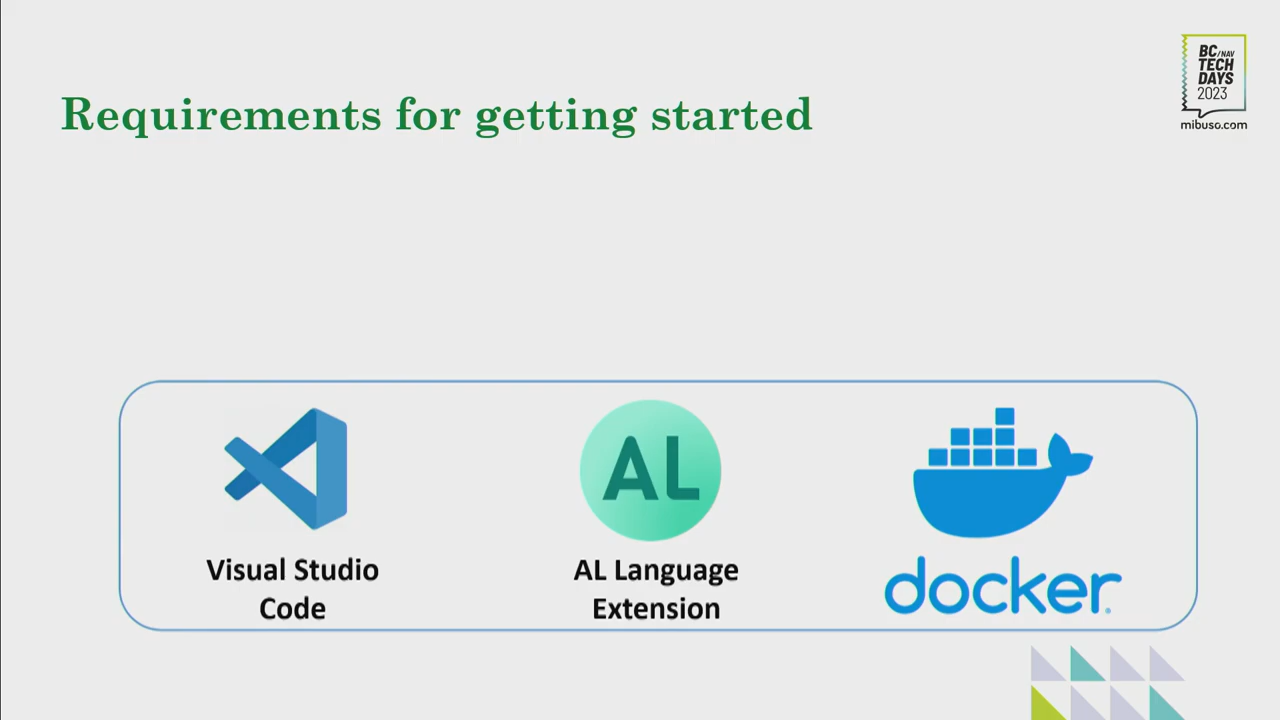 BC/NAV
TECH
DAYS
2023
mibuso.com
Requirements for getting started
AL
Visual Studio
Code
AL Language
Extension
docker.